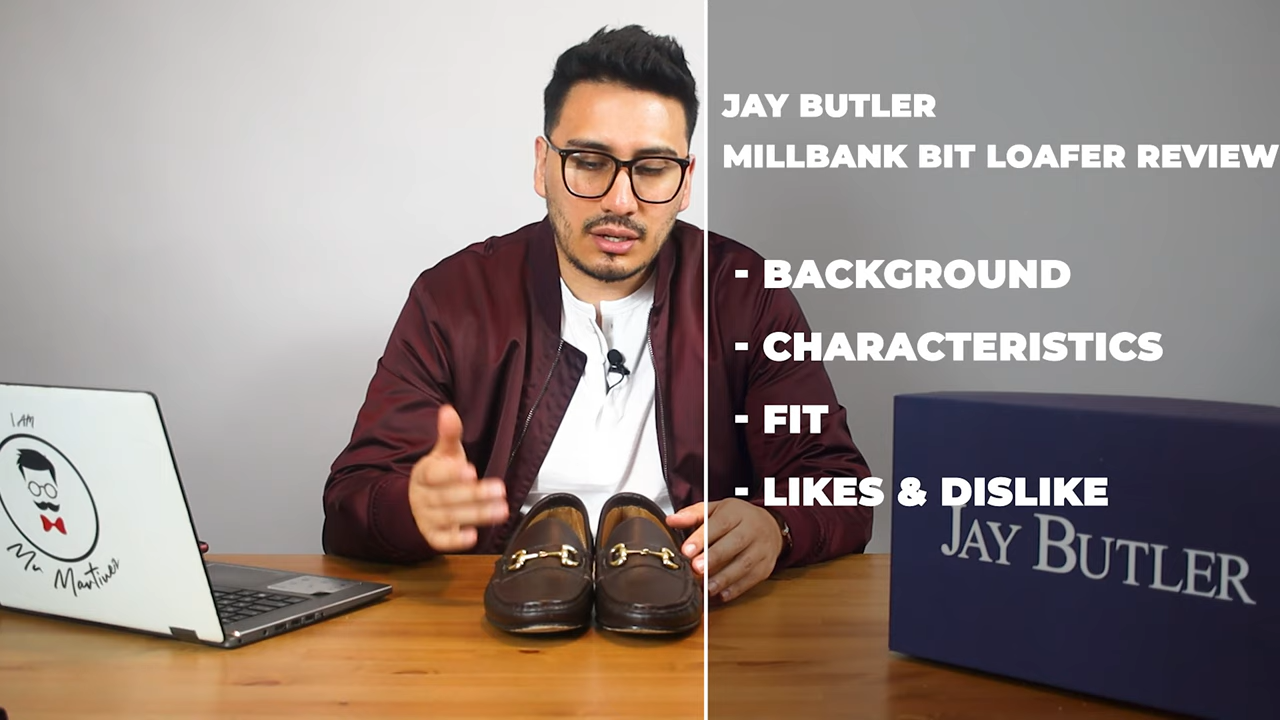 JAY BUTLER
MILLBANK BIT LOAFER REVIEW
- BACKGROUND
- CHARACTERISTICS
- FIT
- LIKES & DISLIKE
JAY BUTLER
I AM
Mr Martinez